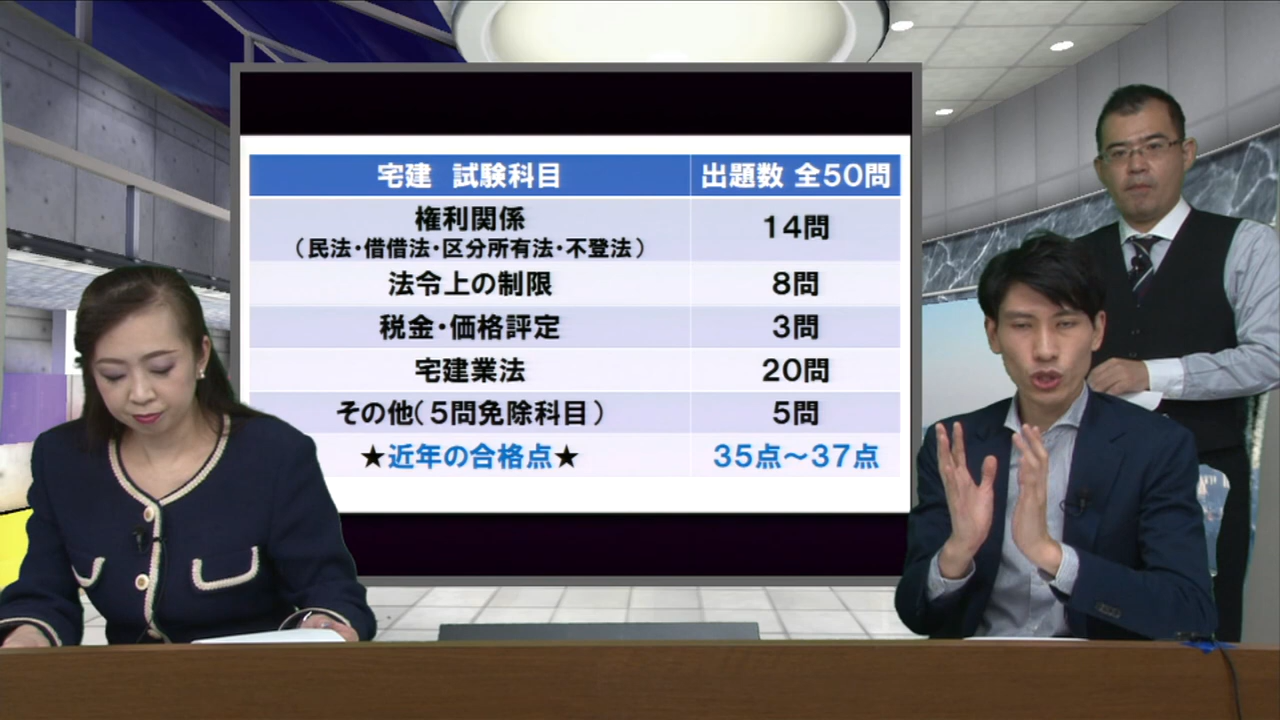 宅建 試験科目 出題数 全50問
権利関係
（民法・借借法・区分所有法・不登法） 14問
法令上の制限 8問
税金・価格評定 3問
宅建業法 20問
その他（5問免除科目） 5問
★近年の合格点★ 35点～37点